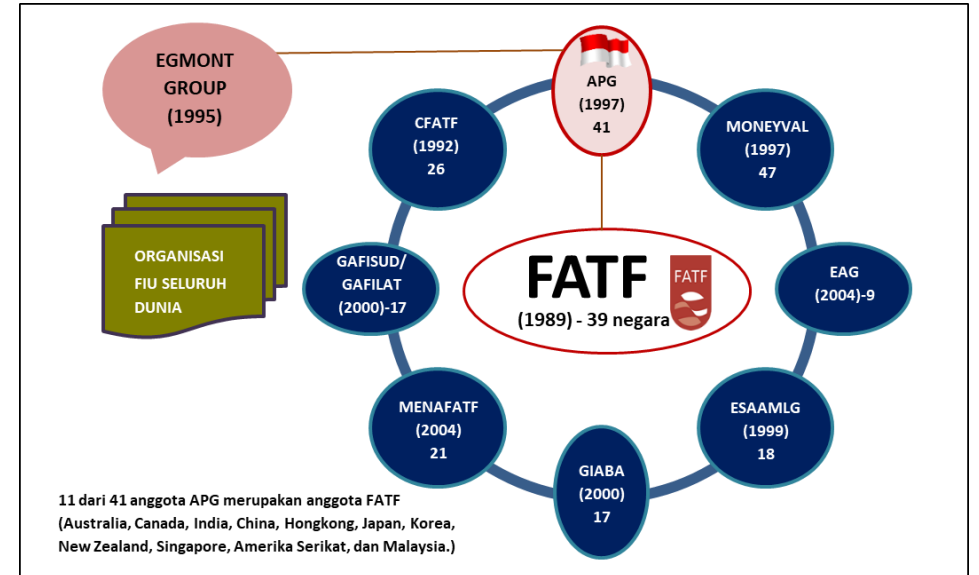 EGMONT
GROUP
(1995)
ORGANISASI
FIU SELURUH
DUNIA
APG
(1997)
41
MONEYVAL
(1997)
47
EAG
(2004)-9
ESAAMLG
(1999)
18
GIABA
(2000)
17
MENAFATF
(2004)
21
GAFISUD/
GAFILAT
(2000)-17
CFATF
(1992)
26
FATF
(1989) - 39 negara
FATF
11 dari 41 anggota APG merupakan anggota FATF
(Australia, Canada, India, China, Hongkong, Japan, Korea,
New Zealand, Singapore, Amerika Serikat, dan Malaysia.)